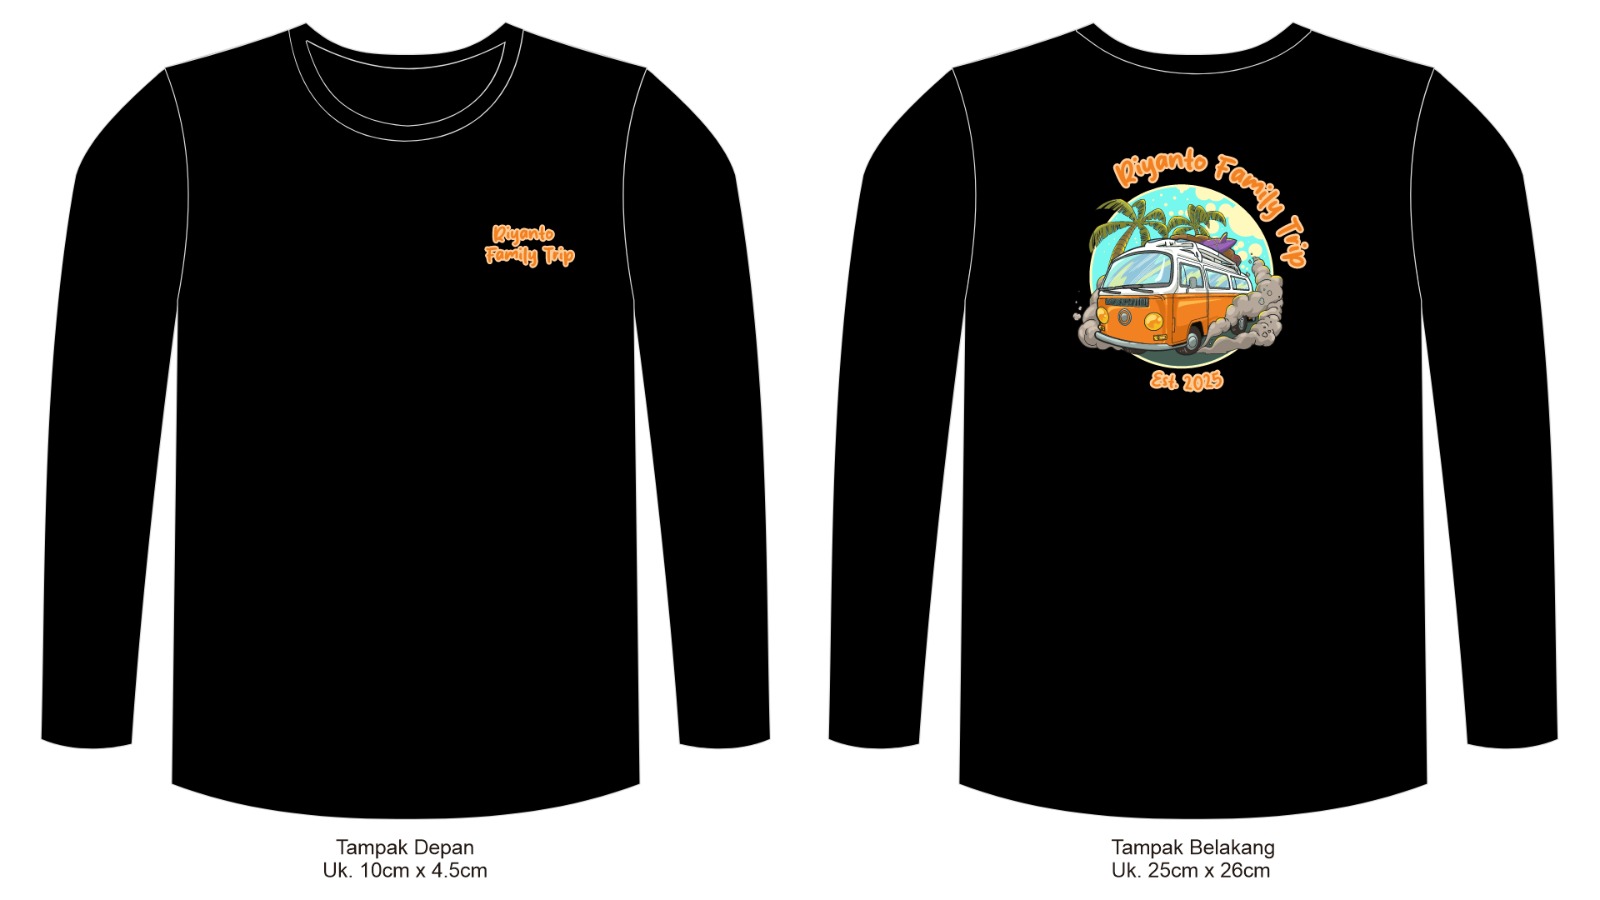 Riyanto
Family Trip
Riyanto Family Trip
Est. 2025
Tampak Depan
Uk. 10cm x 4.5cm
Tampak Belakang
Uk. 25cm x 26cm